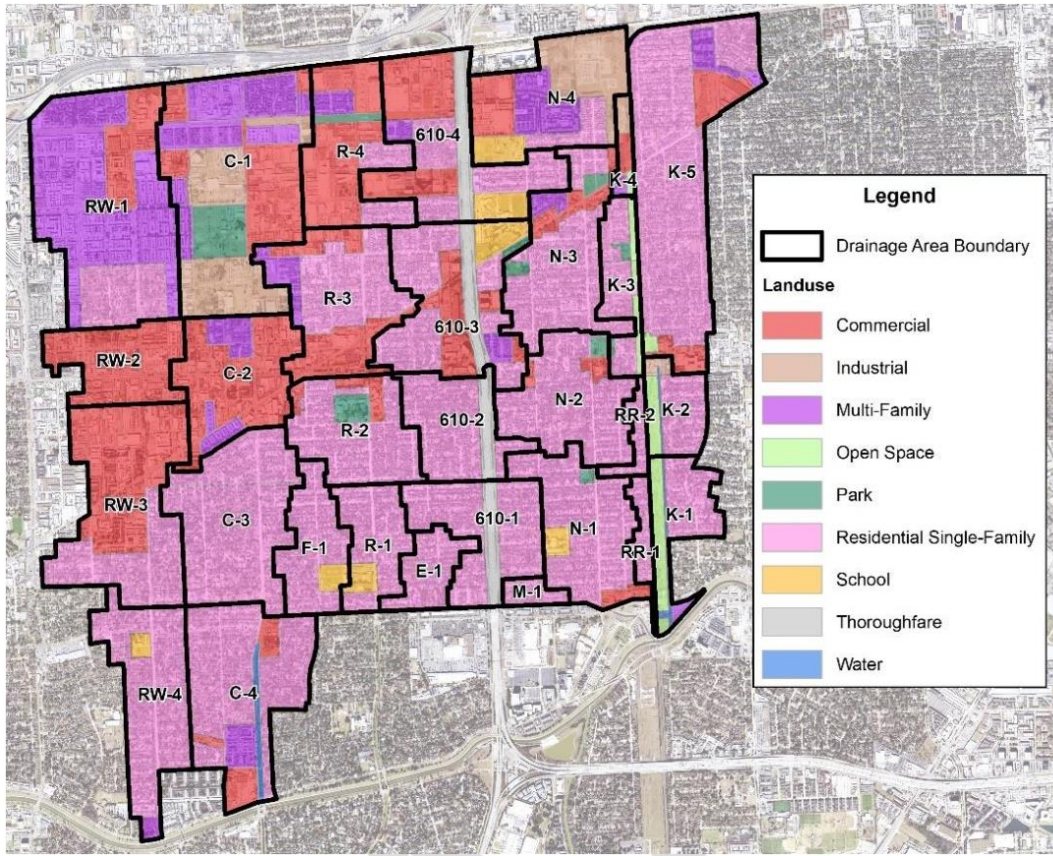 N-4
610-4
R-4
C-1
K-4
K-5
RW-1
N-3
K-3
R-3
610-3
RW-2
C-2
N-2
RR-2
K-2
R-2
610-2
RW-3
C-3
610-1
N-1
K-1
F-1
R-1
E-1
RR-1
M-1
RW-4
C-4
Legend
Drainage Area Boundary
Landuse
Commercial
Industrial
Multi-Family
Open Space
Park
Residential Single-Family
School
Thoroughfare
Water